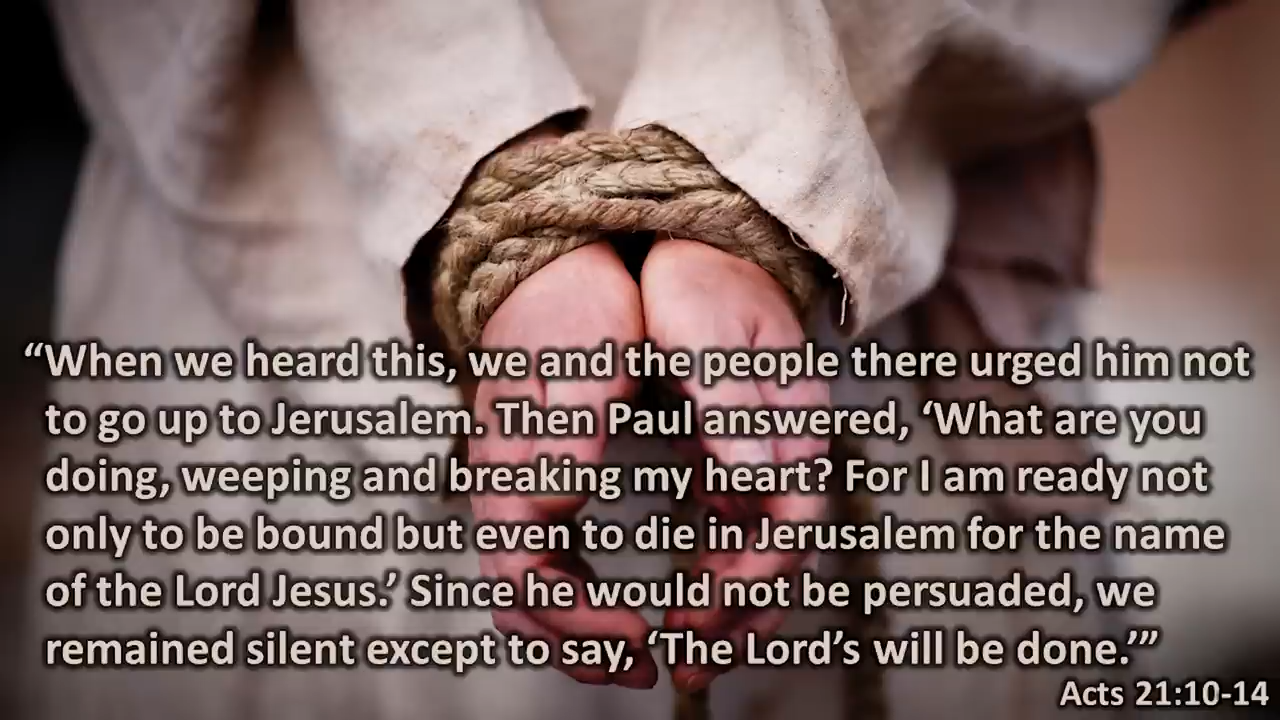 “When we heard this, we and the people there urged him not
to go up to Jerusalem. Then Paul answered, ‘What are you
doing, weeping and breaking my heart? For I am ready not
only to be bound but even to die in Jerusalem for the name
of the Lord Jesus.’ Since he would not be persuaded, we
remained silent except to say, ‘The Lord’s will be done.’”
Acts 21:10-14